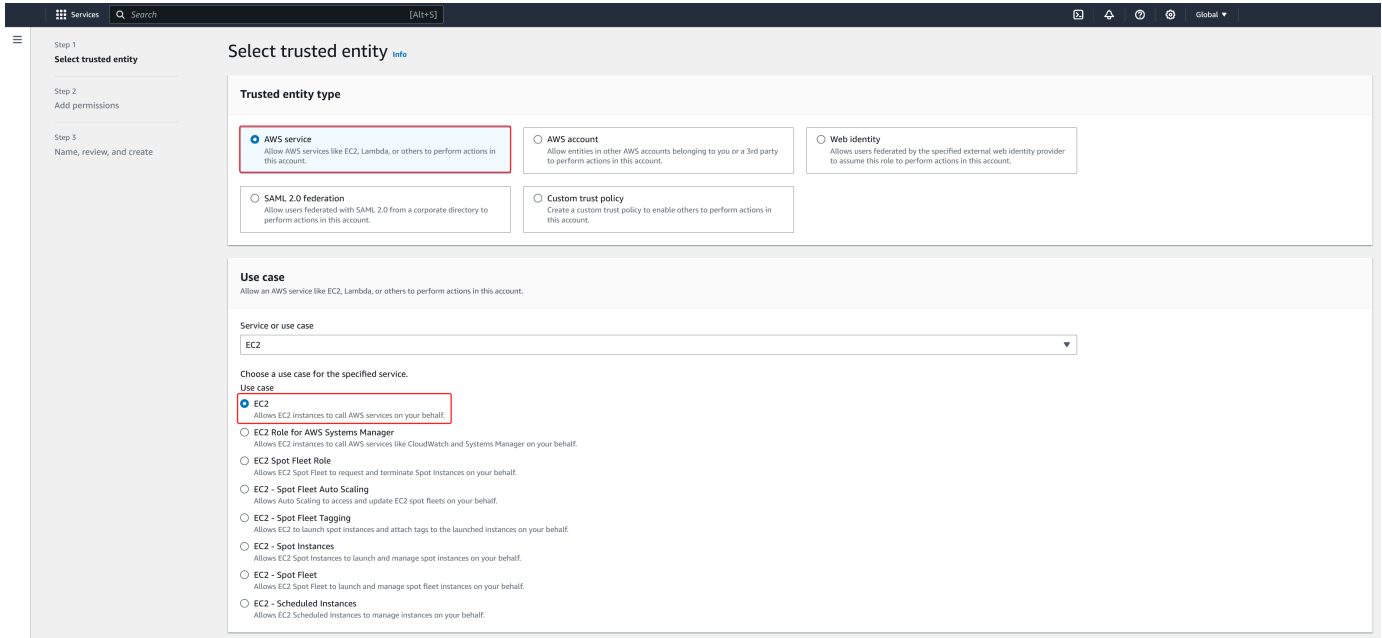 Services
Search
[Alt+S]
Global
Step 1
Select trusted entity
Step 2
Add permissions
Step 3
Name, review, and create
Select trusted entity Info
Trusted entity type
AWS service
Allow AWS services like EC2, Lambda, or others to perform actions in
this account.
AWS account
Allow entities in other AWS accounts belonging to you or a 3rd party
to perform actions in this account.
Web identity
Allows users federated by the specified external web identity provider
to assume this role to perform actions in this account.
SAML 2.0 federation
Allow users federated with SAML 2.0 from a corporate directory to
perform actions in this account.
Custom trust policy
Create a custom trust policy to enable others to perform actions in
this account.
Use case
Allow an AWS service like EC2, Lambda, or others to perform actions in this account.
Service or use case
EC2
Choose a use case for the specified service.
Use case
EC2
Allows EC2 instances to call AWS services on your behalf.
EC2 Role for AWS Systems Manager
Allows EC2 instances to call AWS services like CloudWatch and Systems Manager on your behalf.
EC2 Spot Fleet Role
Allows EC2 Spot Fleet to request and terminate Spot Instances on your behalf.
EC2 - Spot Fleet Auto Scaling
Allows Auto Scaling to access and update EC2 spot fleets on your behalf.
EC2 - Spot Fleet Tagging
Allows EC2 to launch spot instances and attach tags to the launched instances on your behalf.
EC2 - Spot Instances
Allows EC2 Spot Instances to launch and manage spot instances on your behalf.
EC2 - Spot Fleet
Allows EC2 Spot Fleet to launch and manage spot fleet instances on your behalf.
EC2 - Scheduled Instances
Allows EC2 Scheduled Instances to manage instances on your behalf.